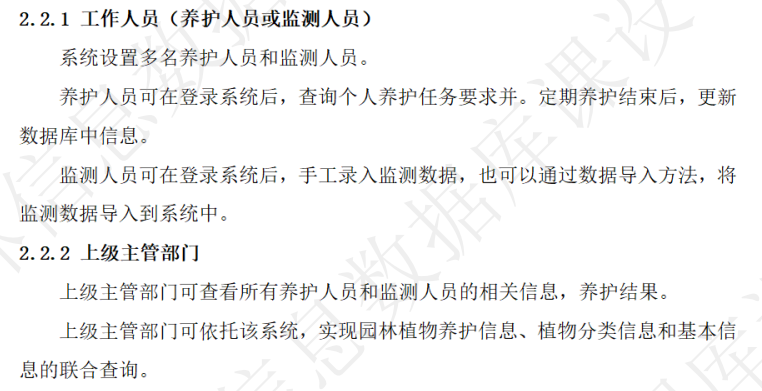 2.2.1 工作人员（养护人员或监测人员）
系统设置多名养护人员和监测人员。
养护人员可在登录系统后，查询个人养护任务要求并。定期养护结束后，更新
数据库中信息。
监测人员可在登录系统后，手工录入监测数据，也可以通过数据导入方法，将
监测数据导入到系统中。
2.2.2 上级主管部门
上级主管部门可查看所有养护人员和监测人员的相关信息，养护结果。
上级主管部门可依托该系统，实现园林植物养护信息、植物分类信息和基本信
息的联合查询。